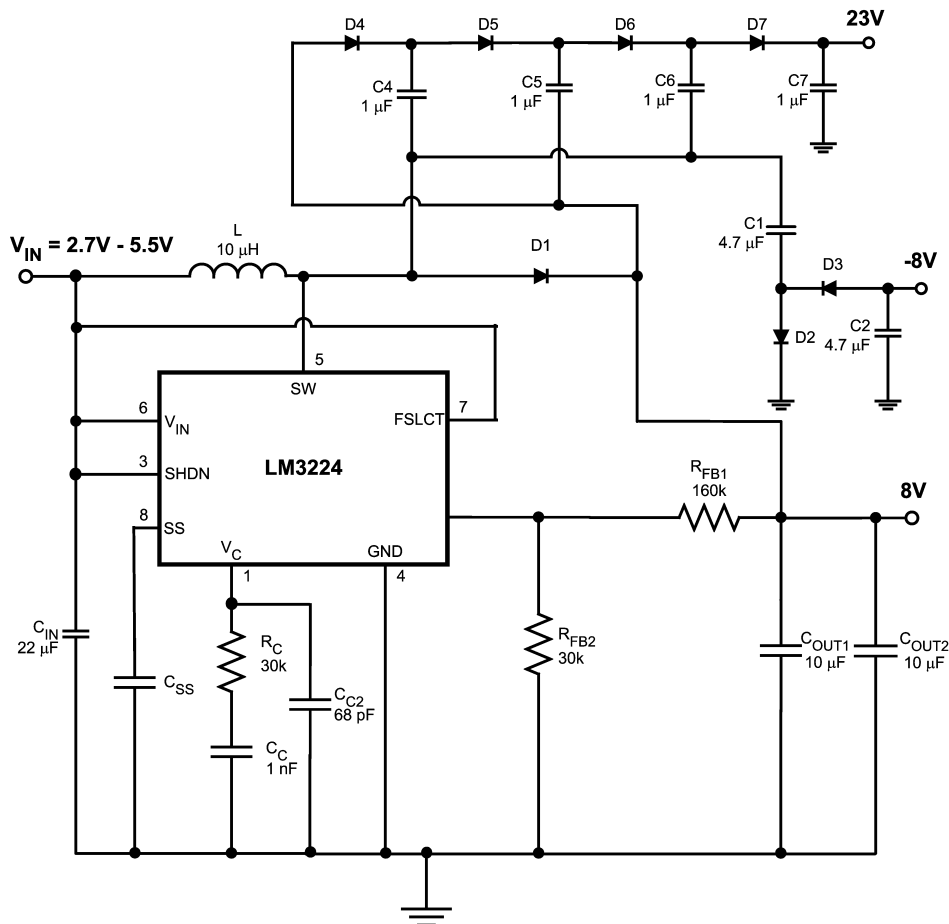 D4
D5
D6
D7
23V
C4
1 µF
C5
1 µF
C6
1 µF
C7
1 µF
V_IN = 2.7V - 5.5V
L
10 µH
D1
C1
4.7 µF
D3
-8V
D2
C2
4.7 µF
5
SW
6
V_IN
FSLCT
7
3
SHDN
LM3224
8
SS
R_FB1
160k
8V
V_C
GND
1
4
C_IN
22 µF
R_C
30k
R_FB2
30k
C_OUT1
10 µF
C_OUT2
10 µF
C_SS
C_C2
68 pF
C_C
1 nF